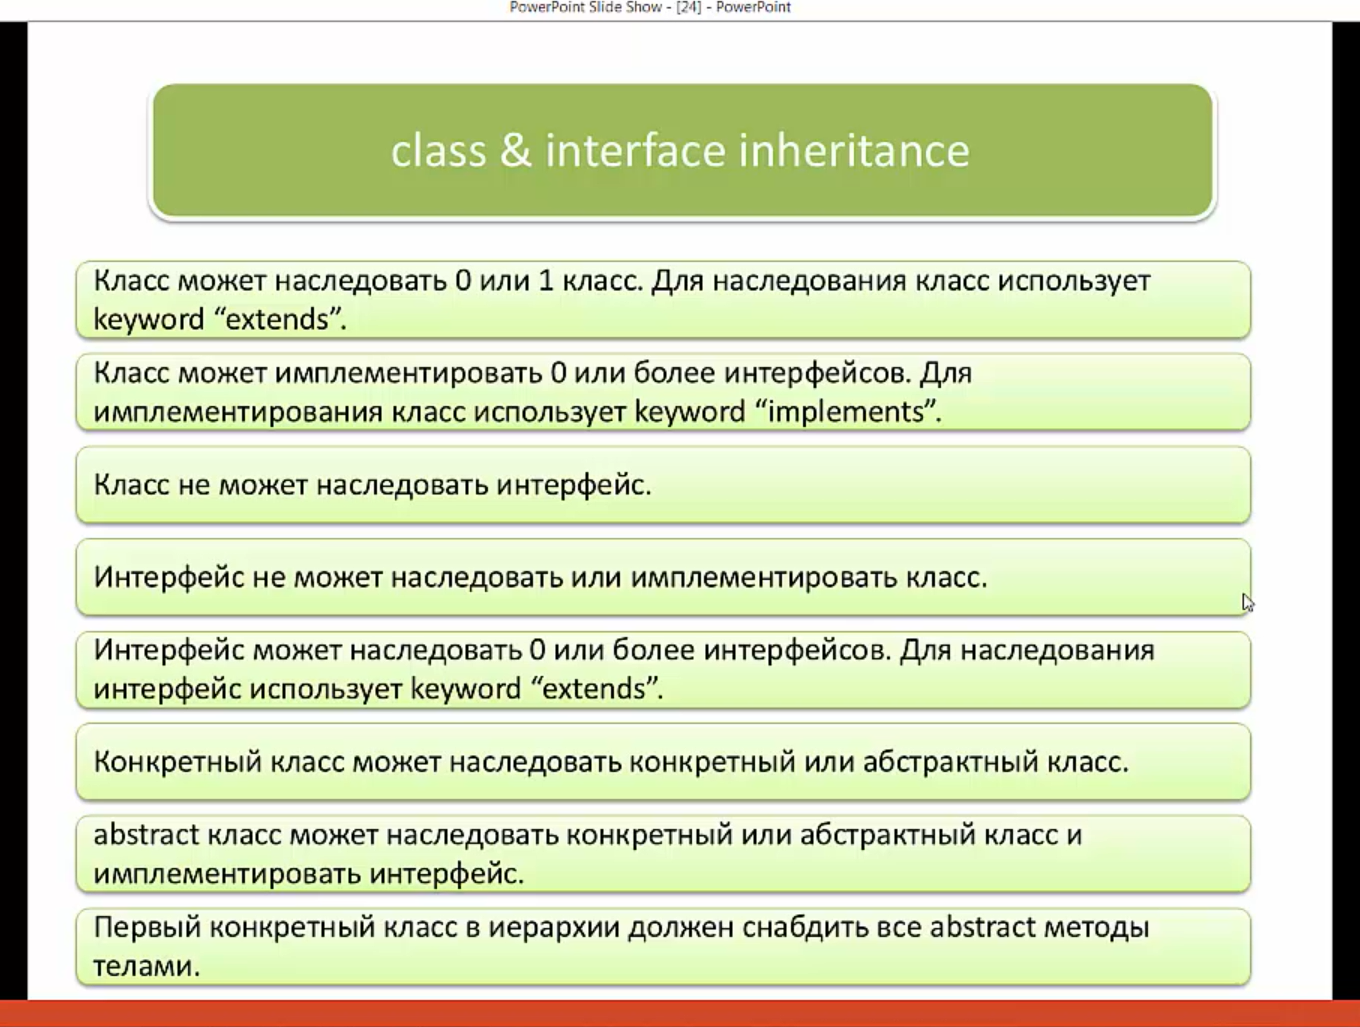 PowerPoint Slide Show - [24] - PowerPoint
class & interface inheritance
Класс может наследовать 0 или 1 класс. Для наследования класс использует
keyword “extends”.
Класс может имплементировать 0 или более интерфейсов. Для
имплементирования класс использует keyword “implements”.
Класс не может наследовать интерфейс.
Интерфейс не может наследовать или имплементировать класс.
Интерфейс может наследовать 0 или более интерфейсов. Для наследования
интерфейс использует keyword “extends”.
Конкретный класс может наследовать конкретный или абстрактный класс.
abstract класс может наследовать конкретный или абстрактный класс и
имплементировать интерфейс.
Первый конкретный класс в иерархии должен снабдить все abstract методы
телами.